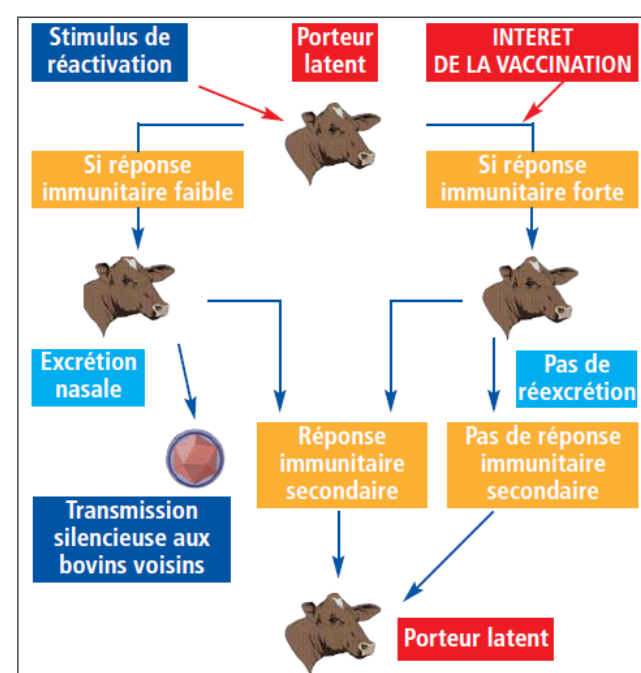 Stimulus de
réactivation
Porteur
latent
INTERET
DE LA VACCINATION
Si réponse
immunitaire faible
Si réponse
immunitaire forte
Excrétion
nasale
Pas de
réexcrétion
Réponse
immunitaire
secondaire
Pas de réponse
immunitaire
secondaire
Transmission
silencieuse aux
bovins voisins
Porteur latent